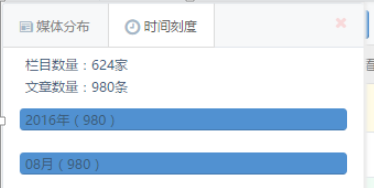 媒体分布 时间刻度
栏目数量：624家
文章数量：980条
2016年（980）
08月（980）